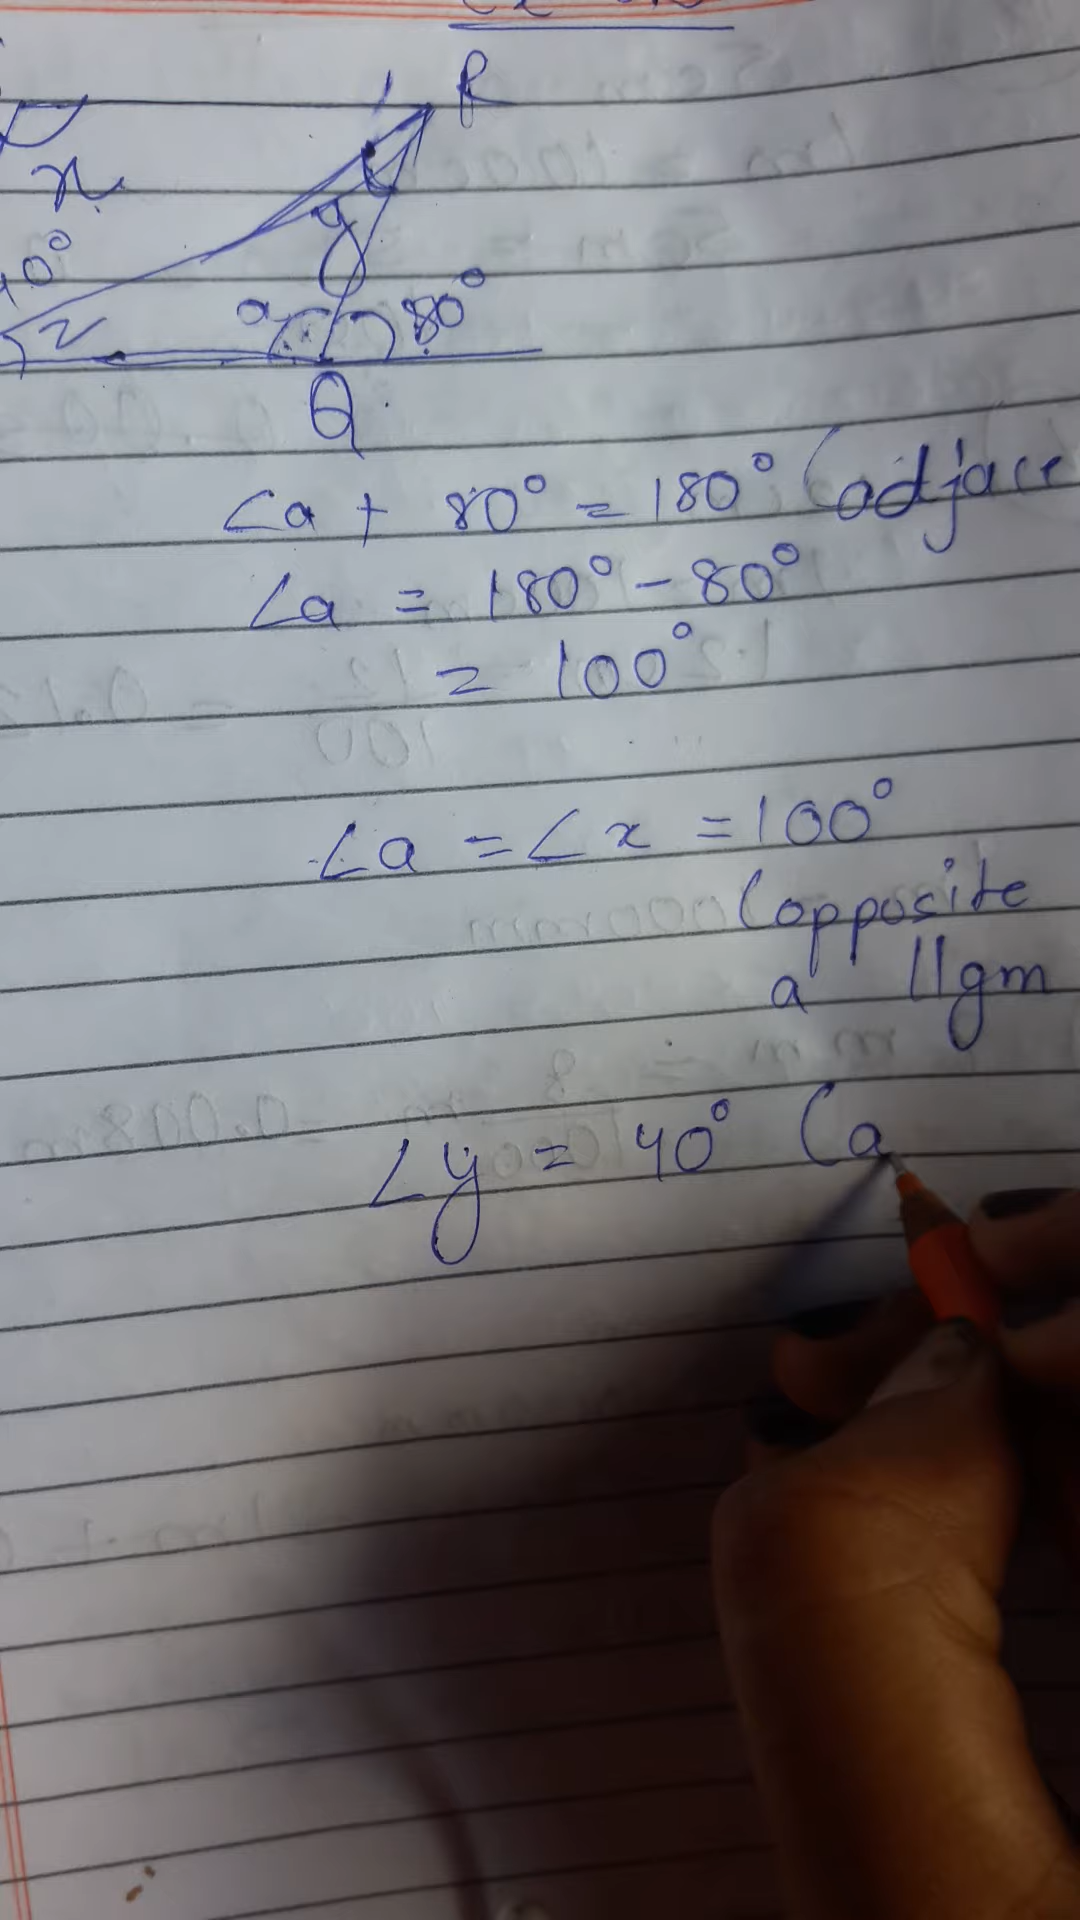 R
x
40°
y
z
a
80°
Q
∠a + 80° = 180° (adjace
∠a = 180° - 80°
= 100°
∠a = ∠x = 100°
(opposite
a ||gm
∠y = 40° (a